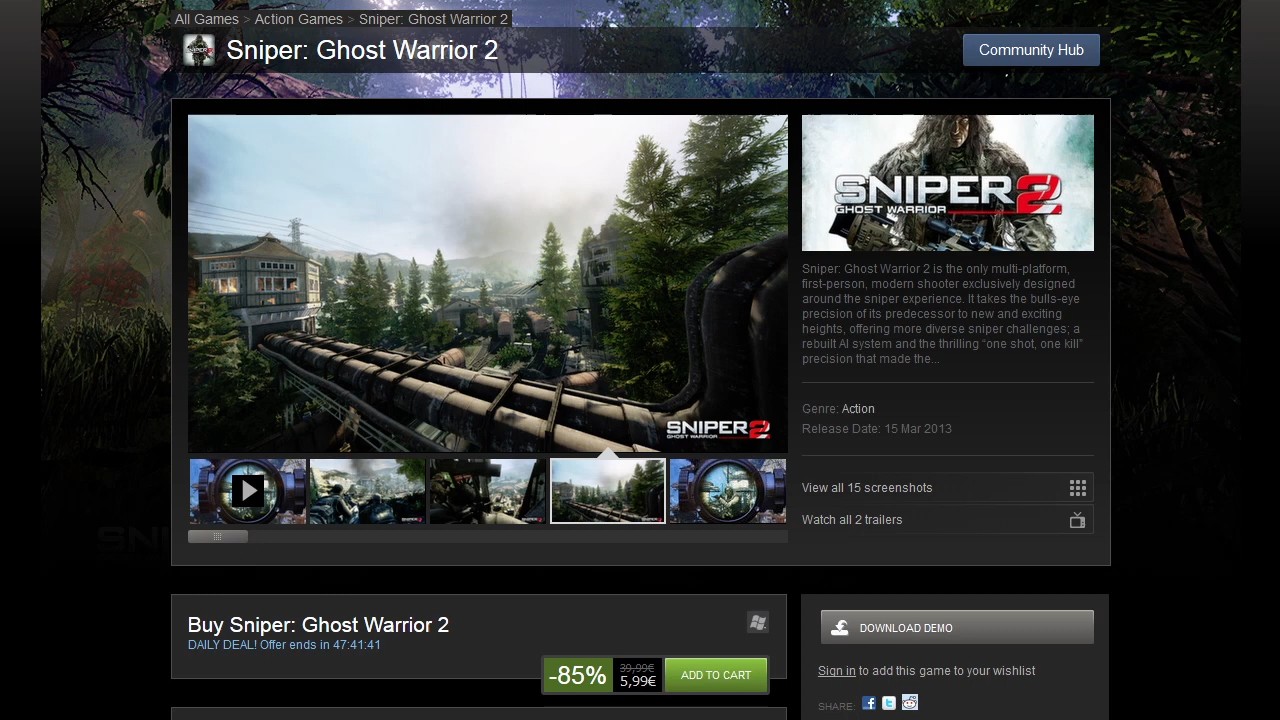 All Games > Action Games > Sniper: Ghost Warrior 2
Sniper: Ghost Warrior 2
Community Hub
SNIPER 2
GHOST WARRIOR
SNIPER 2
GHOST WARRIOR
Sniper: Ghost Warrior 2 is the only multi-platform,
first-person, modern shooter exclusively designed
around the sniper experience. It takes the bulls-eye
precision of its predecessor to new and exciting
heights, offering more diverse sniper challenges; a
rebuilt AI system and the thrilling “one shot, one kill”
precision that made the...
Genre: Action
Release Date: 15 Mar 2013
View all 15 screenshots
Watch all 2 trailers
Buy Sniper: Ghost Warrior 2
DAILY DEAL! Offer ends in 47:41:41
-85%
39,99€
5,99€
ADD TO CART
DOWNLOAD DEMO
Sign in to add this game to your wishlist
SHARE: